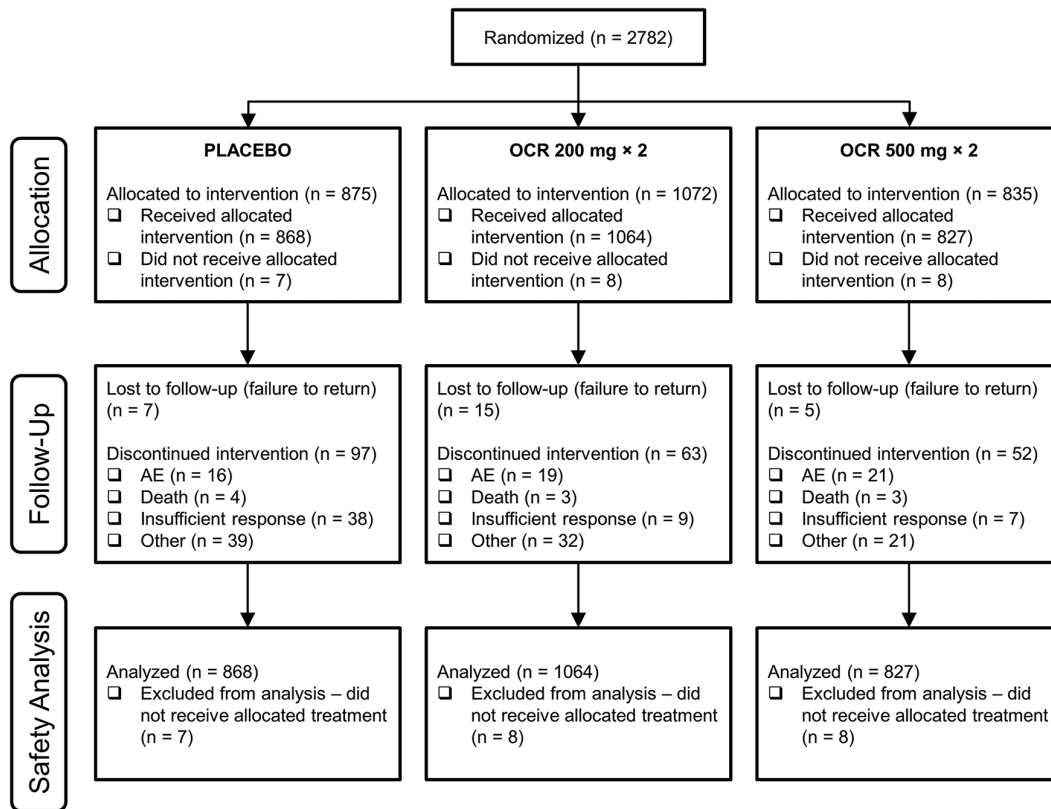 Randomized (n = 2782)
Allocation
PLACEBO
Allocated to intervention (n = 875)
❑ Received allocated
intervention (n = 868)
❑ Did not receive allocated
intervention (n = 7)
OCR 200 mg × 2
Allocated to intervention (n = 1072)
❑ Received allocated
intervention (n = 1064)
❑ Did not receive allocated
intervention (n = 8)
OCR 500 mg × 2
Allocated to intervention (n = 835)
❑ Received allocated
intervention (n = 827)
❑ Did not receive allocated
intervention (n = 8)
Follow-Up
Lost to follow-up (failure to return)
(n = 7)
Discontinued intervention (n = 97)
❑ AE (n = 16)
❑ Death (n = 4)
❑ Insufficient response (n = 38)
❑ Other (n = 39)
Lost to follow-up (failure to return)
(n = 15)
Discontinued intervention (n = 63)
❑ AE (n = 19)
❑ Death (n = 3)
❑ Insufficient response (n = 9)
❑ Other (n = 32)
Lost to follow-up (failure to return)
(n = 5)
Discontinued intervention (n = 52)
❑ AE (n = 21)
❑ Death (n = 3)
❑ Insufficient response (n = 7)
❑ Other (n = 21)
Safety Analysis
Analyzed (n = 868)
❑ Excluded from analysis – did
not receive allocated treatment
(n = 7)
Analyzed (n = 1064)
❑ Excluded from analysis – did
not receive allocated treatment
(n = 8)
Analyzed (n = 827)
❑ Excluded from analysis – did
not receive allocated treatment
(n = 8)